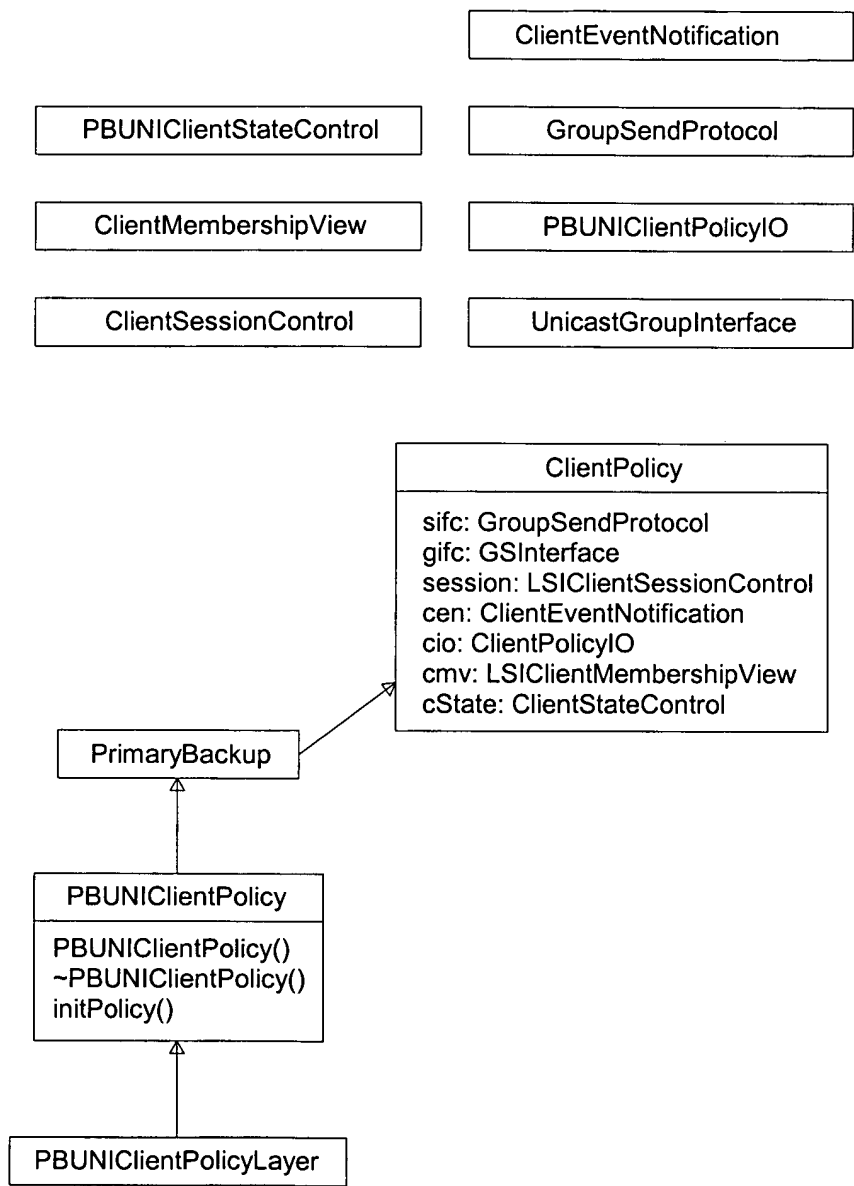 ClientEventNotification
PBUNIClientStateControl
GroupSendProtocol
ClientMembershipView
PBUNIClientPolicyIO
ClientSessionControl
UnicastGroupInterface
ClientPolicy
sifc: GroupSendProtocol
gifc: GSInterface
session: LSIClientSessionControl
cen: ClientEventNotification
cio: ClientPolicyIO
cmv: LSIClientMembershipView
cState: ClientStateControl
PrimaryBackup
PBUNIClientPolicy
PBUNIClientPolicy()
~PBUNIClientPolicy()
initPolicy()
PBUNIClientPolicyLayer